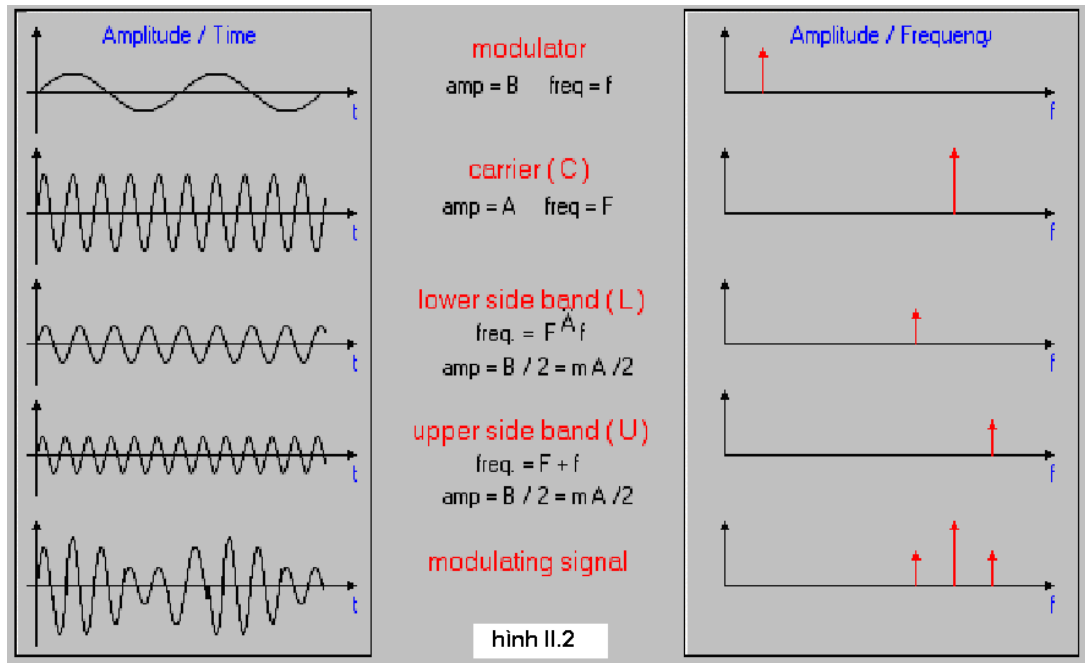 Amplitude / Time
t
t
t
t
t
modulator
amp = B freq = f
carrier ( C )
amp = A freq = F
lower side band ( L )
freq. = F Â f
amp = B / 2 = m A /2
upper side band ( U )
freq. = F + f
amp = B / 2 = m A /2
modulating signal
hình II.2
Amplitude / Frequency
f
f
f
f
f